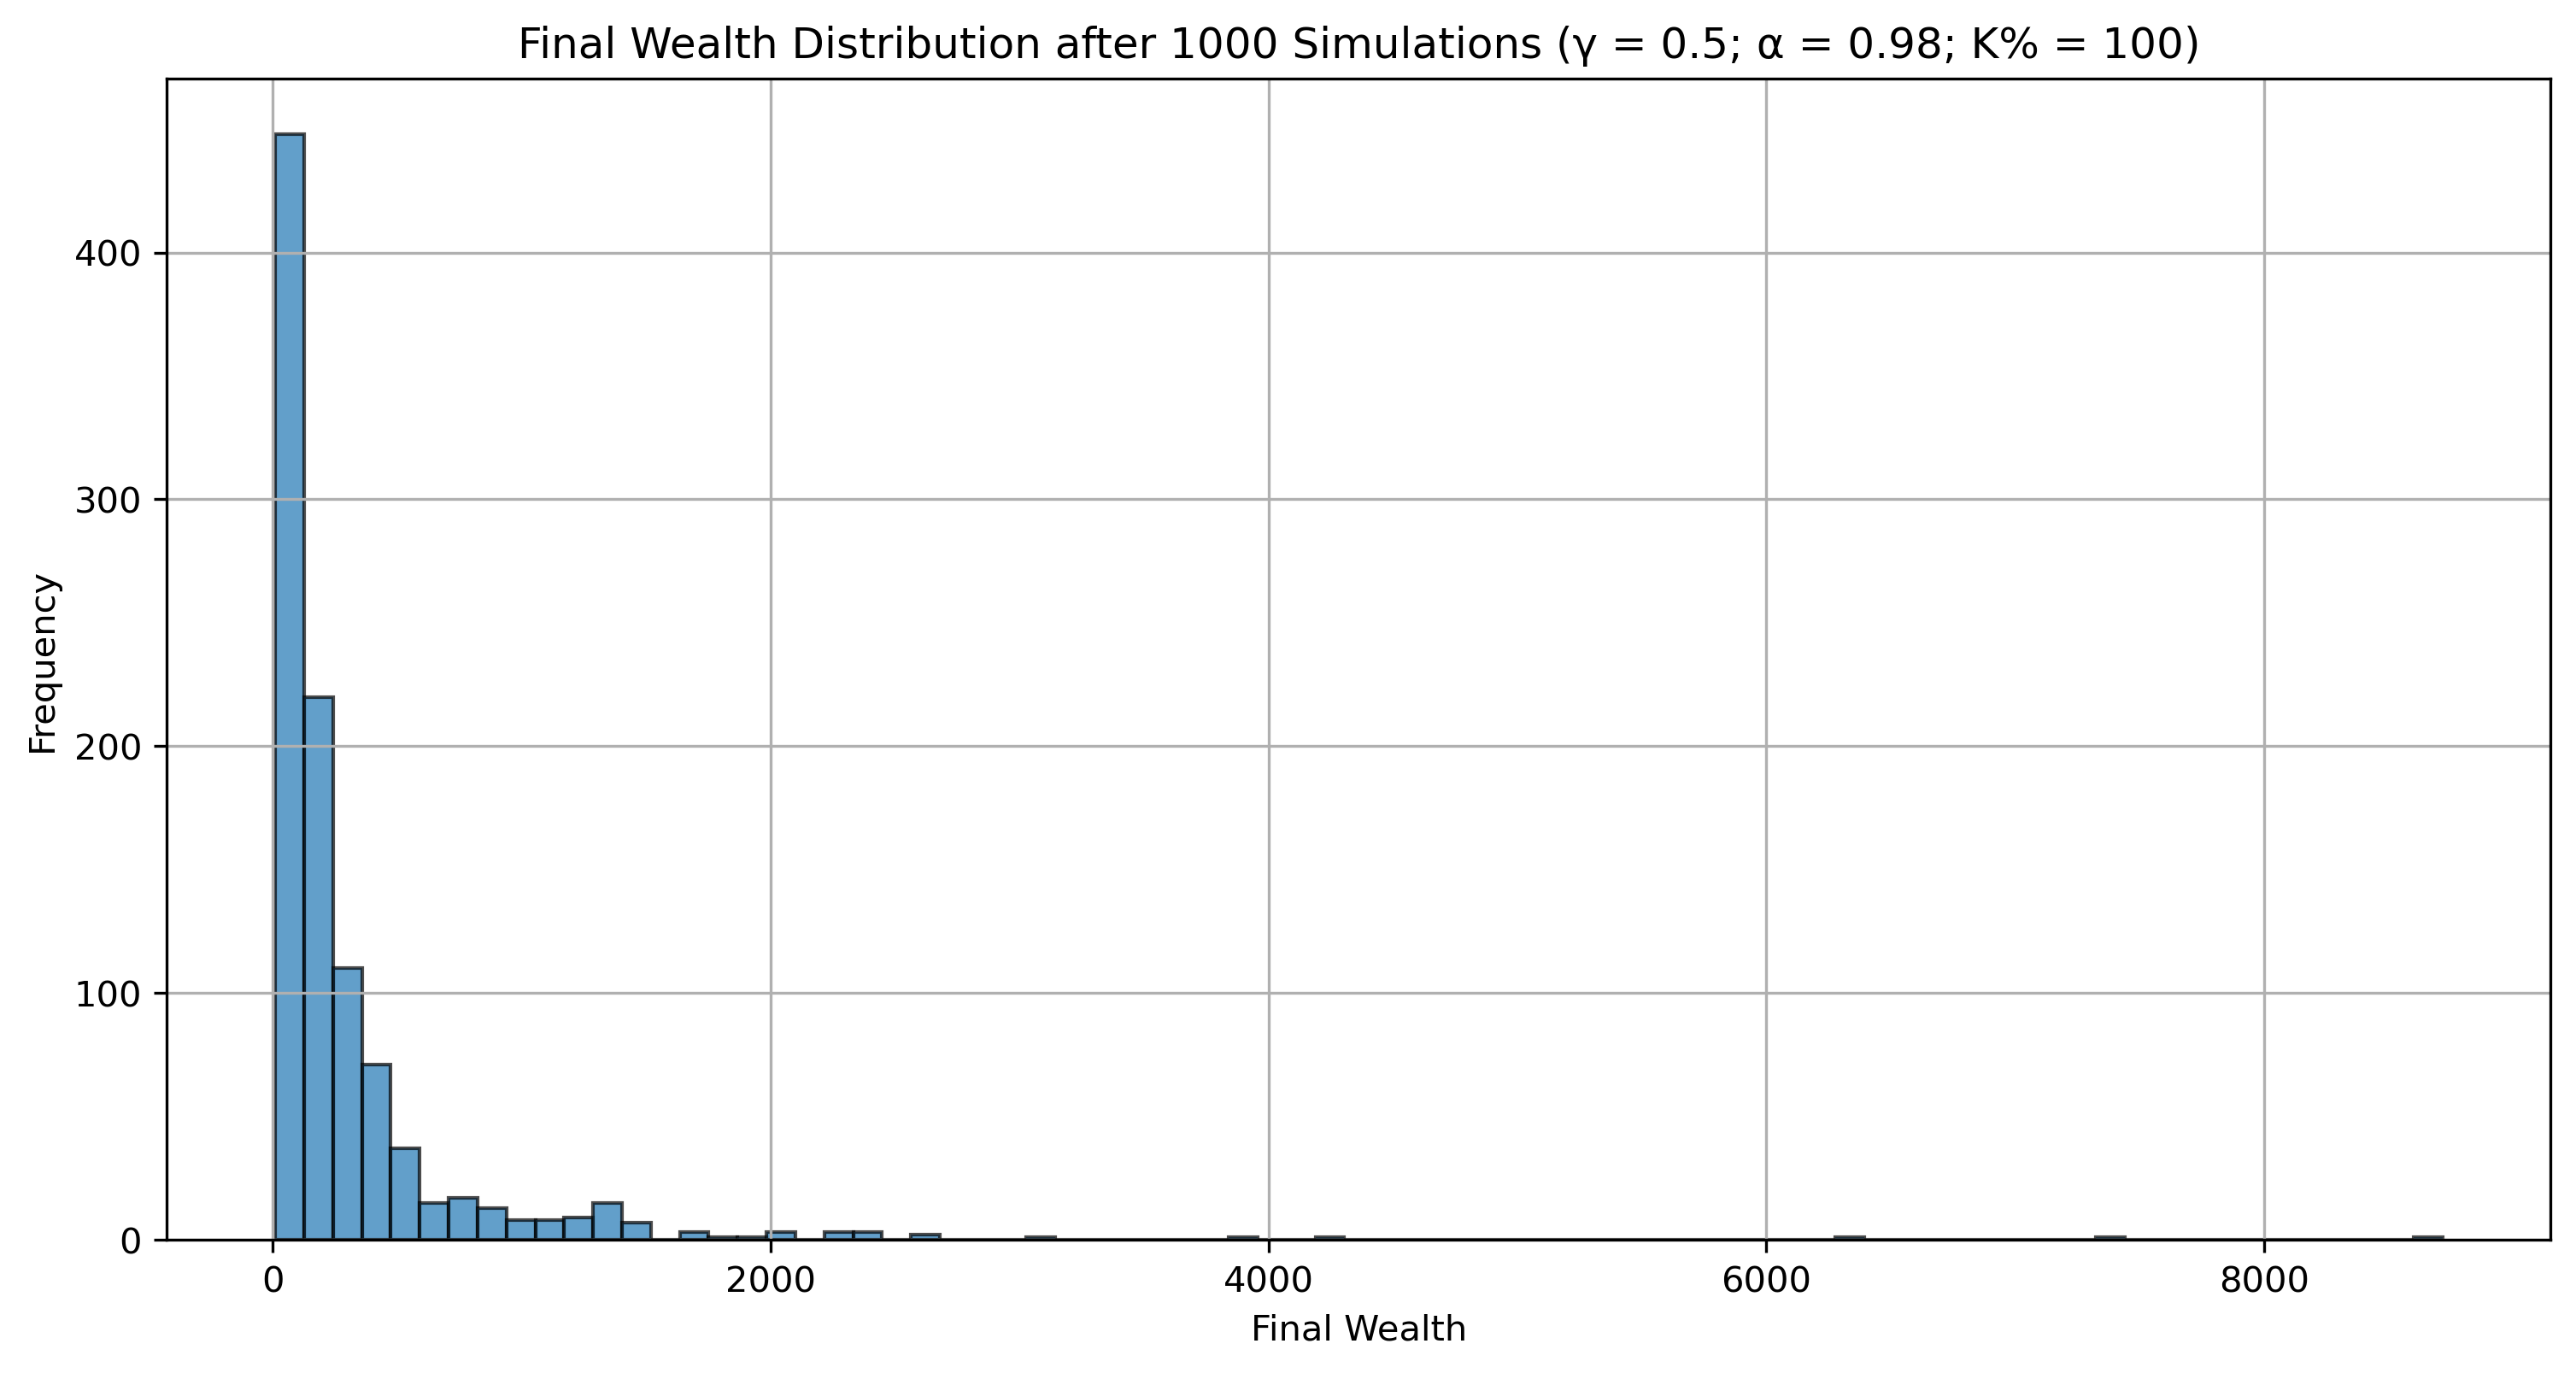 Final Wealth Distribution after 1000 Simulations (γ = 0.5; α = 0.98; K% = 100)
Frequency
400
300
200
100
0
0 2000 4000 6000 8000
Final Wealth